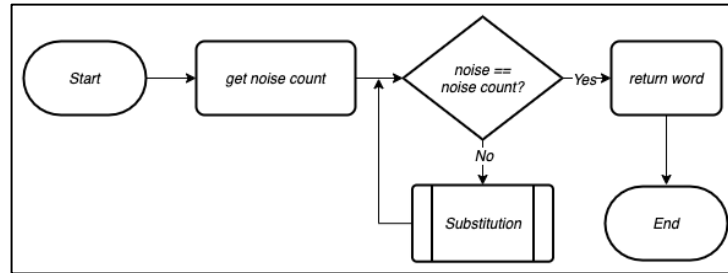 Start
get noise count
noise ==
noise count?
Yes
return word
No
Substitution
End